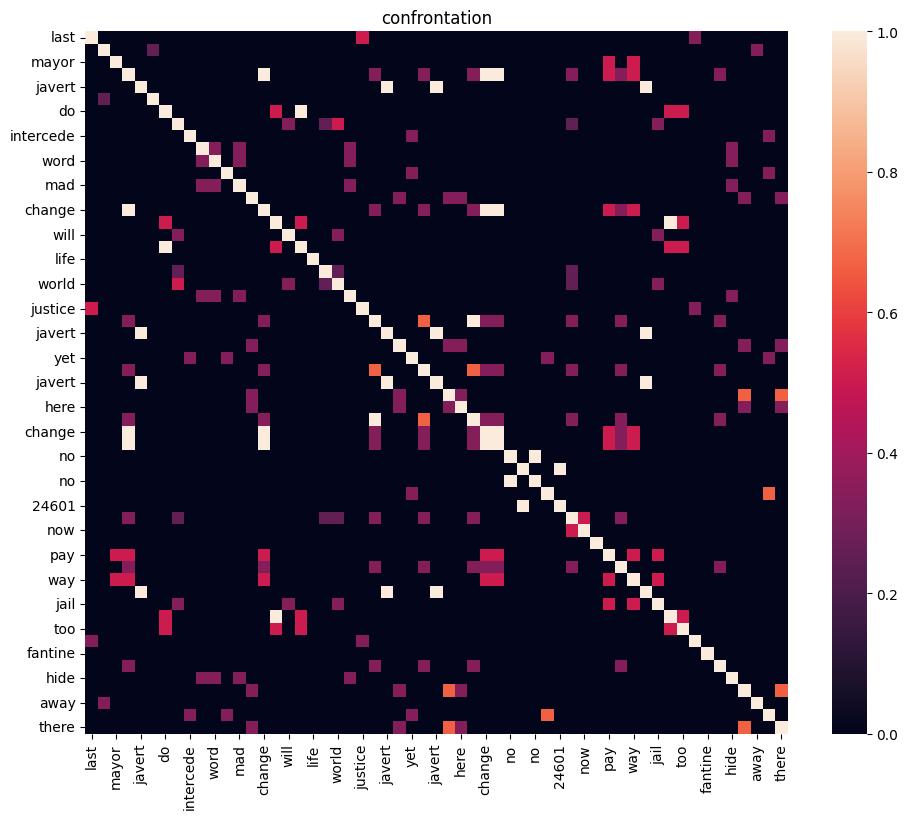 confrontation
last
mayor
javert
do
intercede
word
mad
change
will
life
world
justice
javert
yet
javert
here
change
no
no
24601
now
pay
way
jail
too
fantine
hide
away
there
last
mayor
javert
do
intercede
word
mad
change
will
life
world
justice
javert
yet
javert
here
change
no
no
24601
now
pay
way
jail
too
fantine
hide
away
there
1.0
0.8
0.6
0.4
0.2
0.0